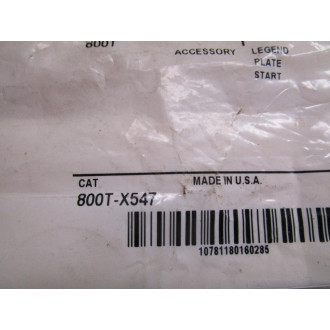 800T
ACCESSORY LEGEND
PLATE
START
CAT MADE IN U.S.A.
800T-X547
10781180160285